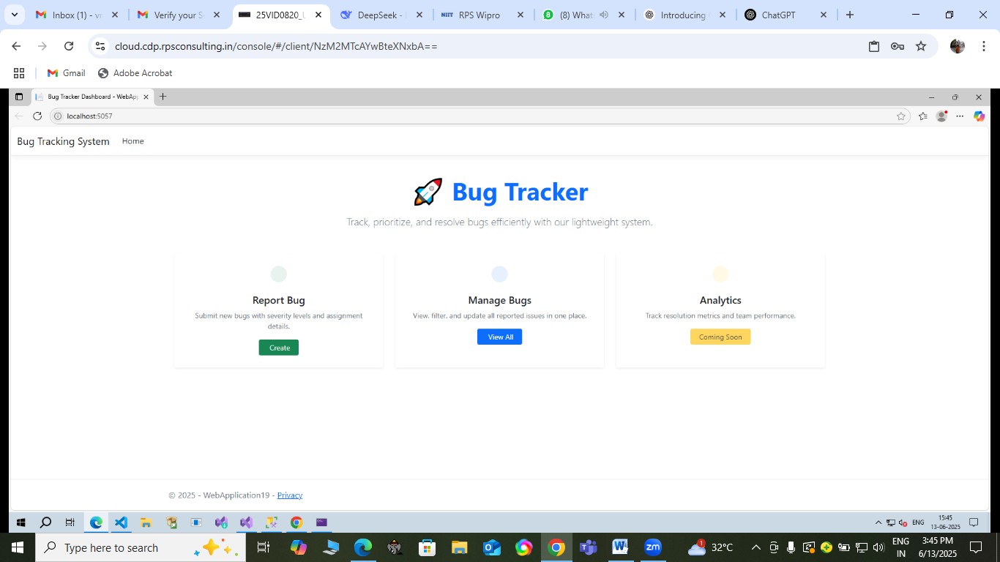 Inbox (1) - vr
Verify your S
25VID0820_U
DeepSeek -
NIIT RPS Wipro
8 (8) What
Introducing
ChatGPT
cloud.cdp.rpsconsulting.in/console/#/client/NzM2MTcAYwBteXNxbA==
Gmail
Adobe Acrobat
Bug Tracker Dashboard - WebApp
localhost:5057
Bug Tracking System
Home
Bug Tracker
Track, prioritize, and resolve bugs efficiently with our lightweight system.
Report Bug
Submit new bugs with severity levels and assignment
details.
Create
Manage Bugs
View, filter, and update all reported issues in one place.
View All
Analytics
Track resolution metrics and team performance.
Coming Soon
© 2025 - WebApplication19 - Privacy
ENG
15:45
13-06-2025
Type here to search
zm
1
32°C
ENG
IN
3:45 PM
6/13/2025